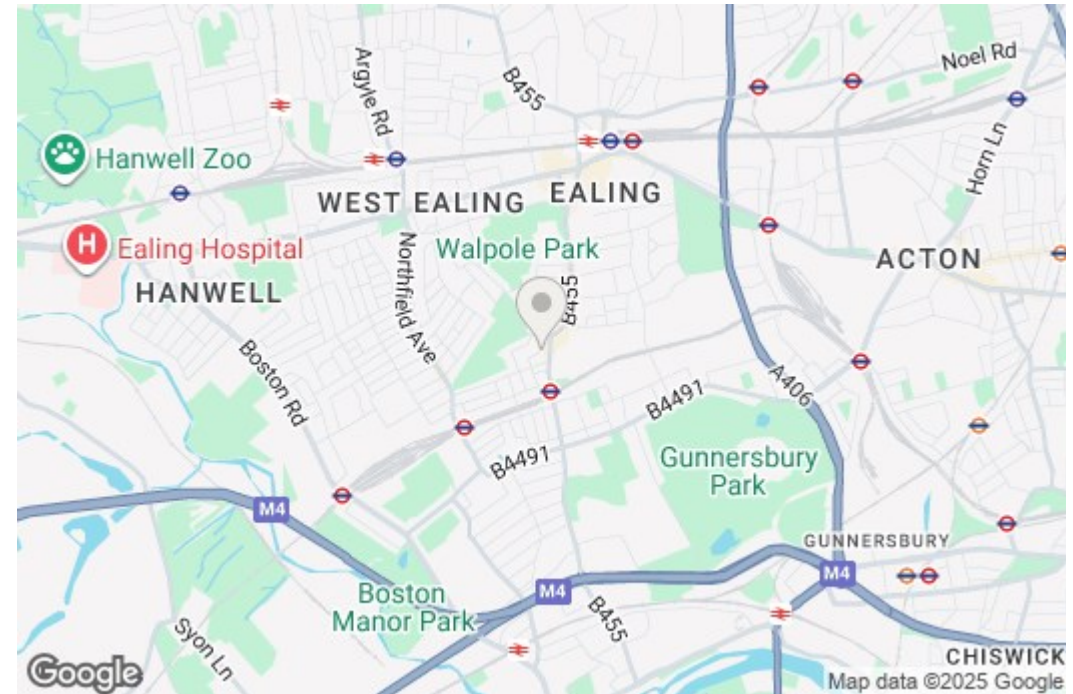 Noel Rd
Argyle Rd
B455
Hanwell Zoo
Horn Ln
WEST EALING
EALING
Ealing Hospital
H
Walpole Park
ACTON
HANWELL
Northfield Ave
B455
Boston Rd
A406
B4491
B4491
Gunnersbury
Park
M4
GUNNERSBURY
M4
M4
Boston
Manor Park
B455
Syon Ln
CHISWICK
Google
Map data ©2025 Google